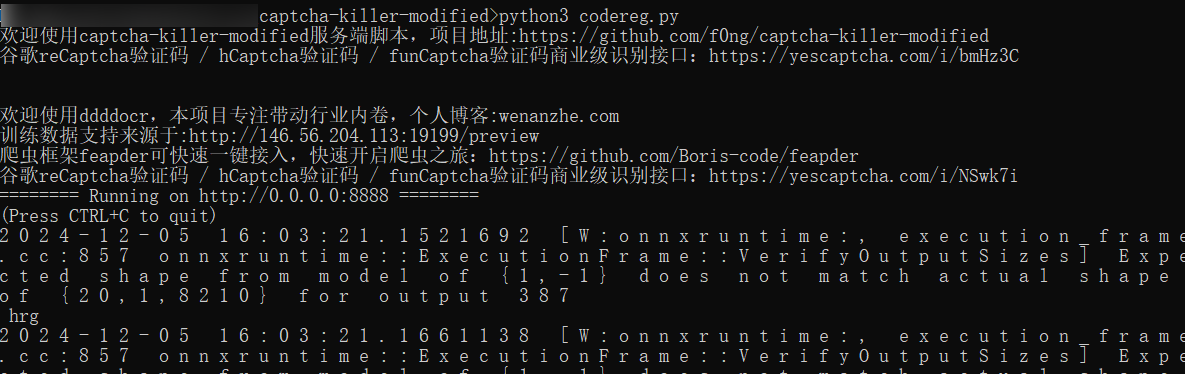 captcha-killer-modified>python3 codereg.py
欢迎使用captcha-killer-modified服务端脚本，项目地址:https://github.com/f0ng/captcha-killer-modified
谷歌reCaptcha验证码 / hCaptcha验证码 / funCaptcha验证码商业级识别接口：https://yescaptcha.com/i/bmHz3C
欢迎使用ddddocr，本项目专注带动行业内卷，个人博客:wenanzhe.com
训练数据支持来源于:http://146.56.204.113:19199/preview
爬虫框架feapder可快速一键接入，快速开启爬虫之旅：https://github.com/Boris-code/feapder
谷歌reCaptcha验证码 / hCaptcha验证码 / funCaptcha验证码商业级识别接口：https://yescaptcha.com/i/NSwk7i
======== Running on http://0.0.0.0:8888 ========
(Press CTRL+C to quit)
2024-12-05 16:03:21.1521692 [W:onnxruntime:, execution_frame
.cc:857 onnxruntime::ExecutionFrame::VerifyOutputSizes] Expe
cted shape from model of {1,-1} does not match actual shape
of {20,1,8210} for output 387
hrg
2024-12-05 16:03:21.1661138 [W:onnxruntime:, execution_frame
.cc:857 onnxruntime::ExecutionFrame::VerifyOutputSizes] Expe
cted shape from model of {1,-1} does not match actual shape